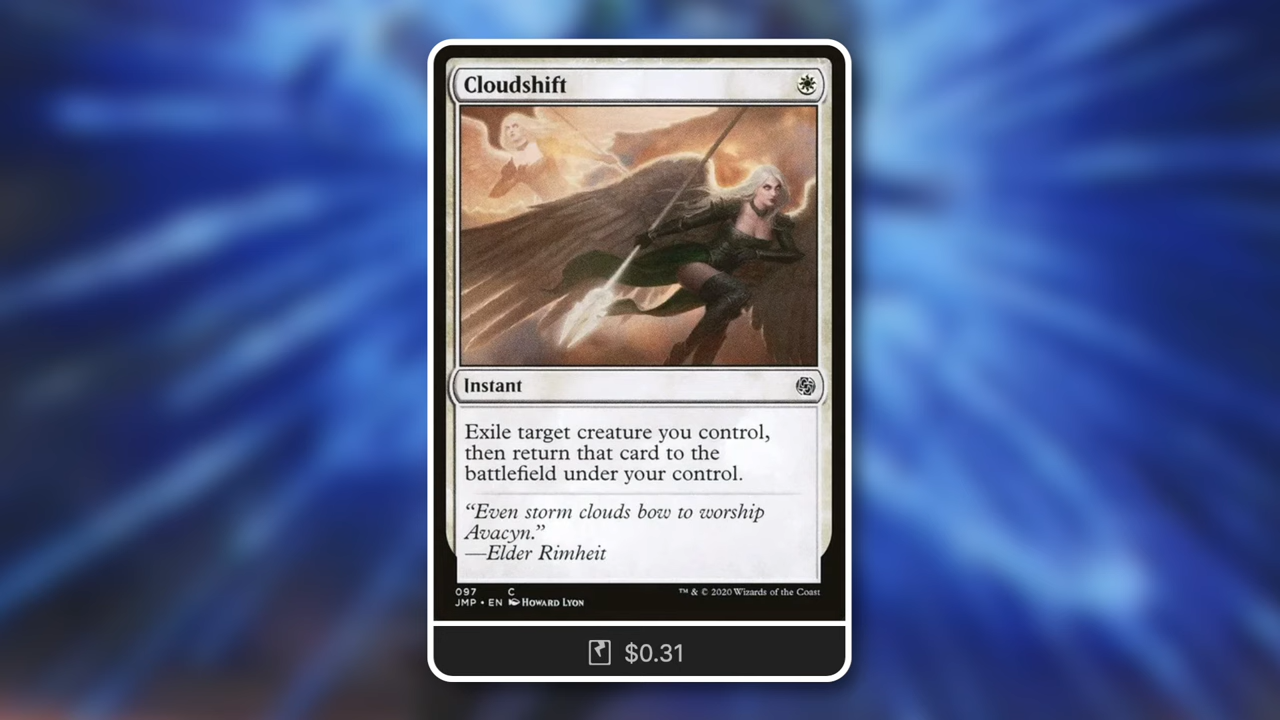 Cloudshift
Instant
Exile target creature you control,
then return that card to the
battlefield under your control.
“Even storm clouds bow to worship
Avacyn.”
—Elder Rimheit
097 C
JMP • EN Howard Lyon
™ & © 2020 Wizards of the Coast
$0.31